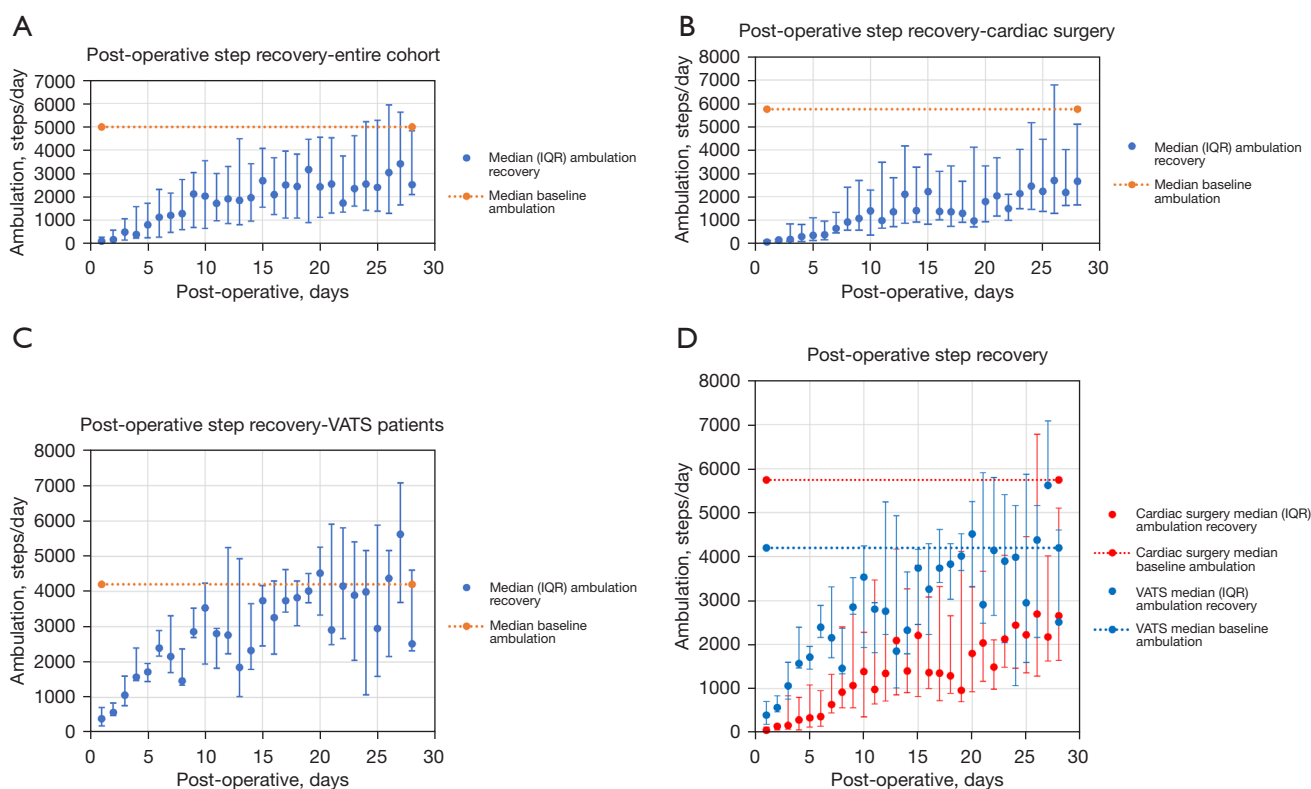 A
Post-operative step recovery-entire cohort
7000
6000
5000
4000
3000
2000
1000
0
0 5 10 15 20 25 30
Ambulation, steps/day
Post-operative, days
Median (IQR) ambulation
recovery
Median baseline
ambulation
B
Post-operative step recovery-cardiac surgery
8000
7000
6000
5000
4000
3000
2000
1000
0
0 5 10 15 20 25 30
Ambulation, steps/day
Post-operative, days
Median (IQR) ambulation
recovery
Median baseline
ambulation
C
Post-operative step recovery-VATS patients
8000
7000
6000
5000
4000
3000
2000
1000
0
0 5 10 15 20 25 30
Ambulation, steps/day
Post-operative, days
Median (IQR) ambulation
recovery
Median baseline
ambulation
D
Post-operative step recovery
8000
7000
6000
5000
4000
3000
2000
1000
0
0 5 10 15 20 25 30
Ambulation, steps/day
Post-operative, days
Cardiac surgery median (IQR)
ambulation recovery
Cardiac surgery median
baseline ambulation
VATS median (IQR)
ambulation recovery
VATS median baseline
ambulation